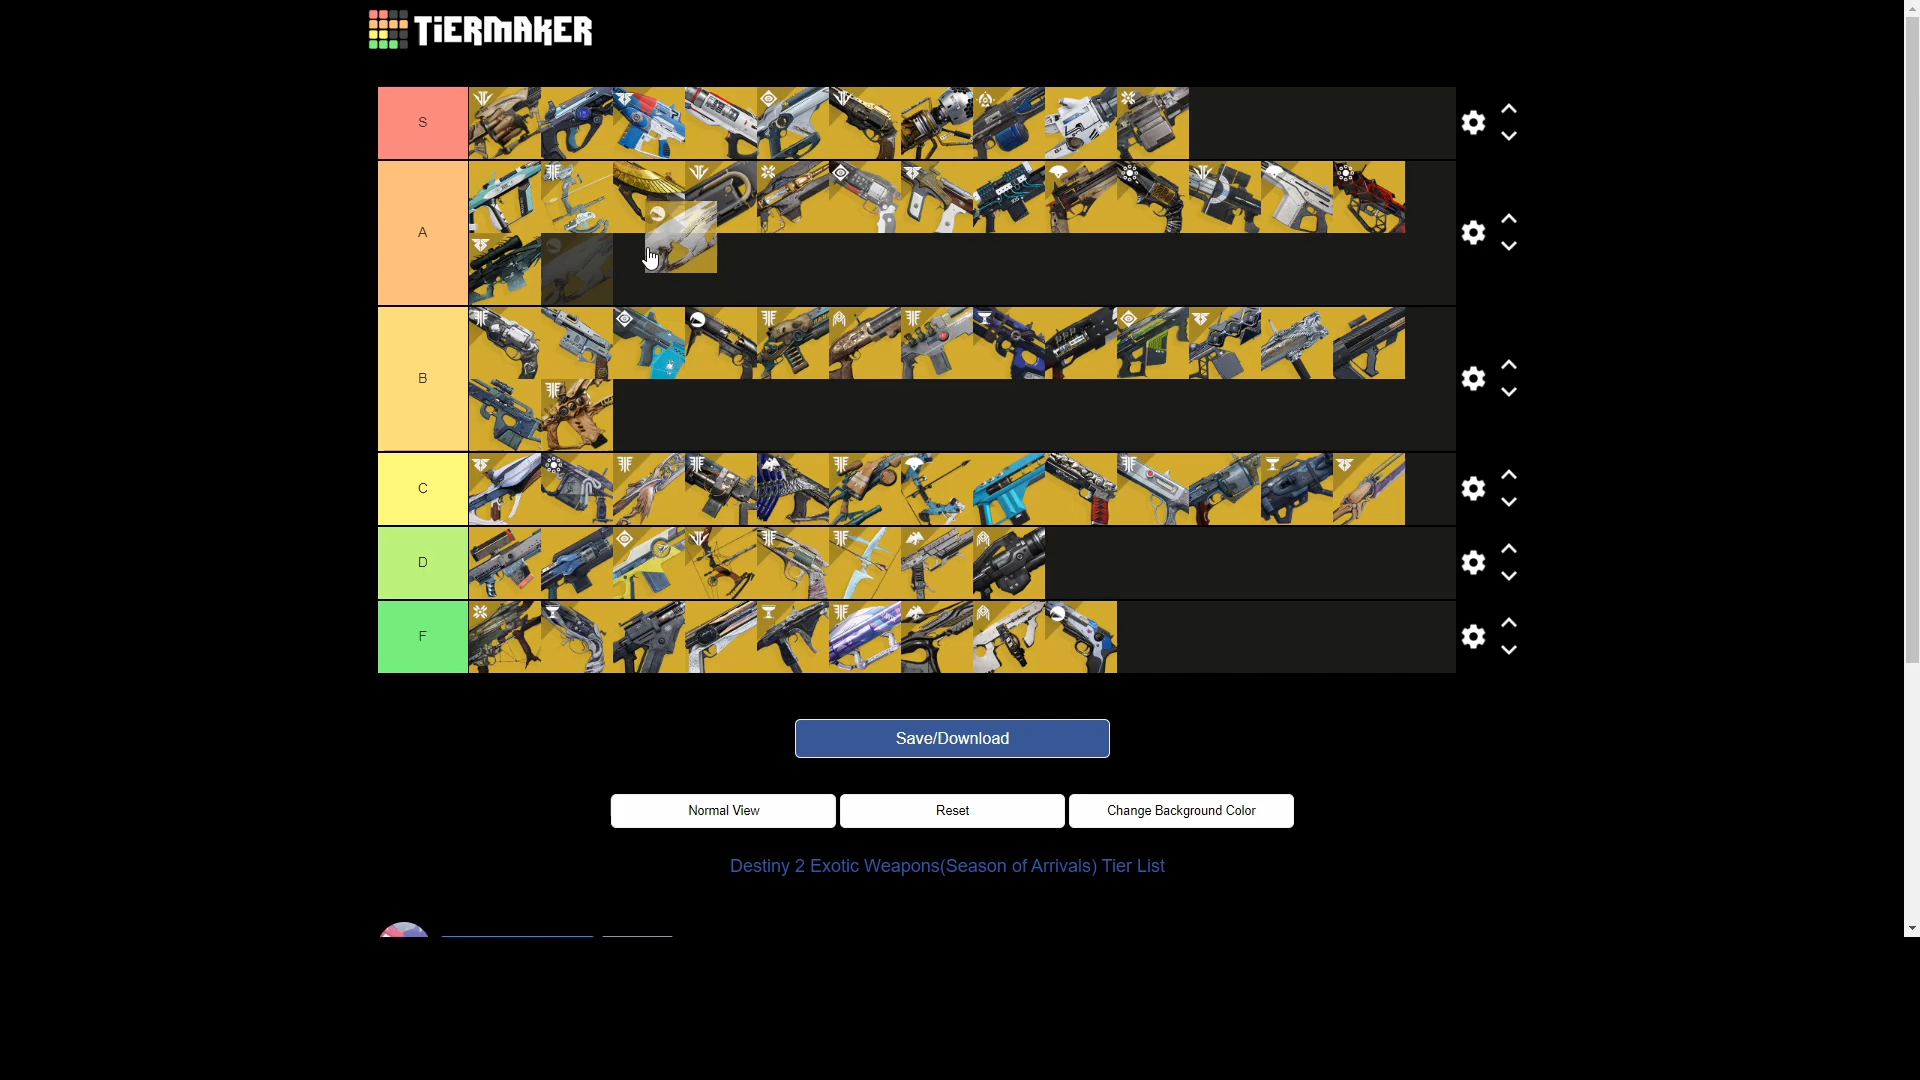 TiERMAKER
S
A
B
C
D
F
Save/Download
Normal View
Reset
Change Background Color
Destiny 2 Exotic Weapons(Season of Arrivals) Tier List